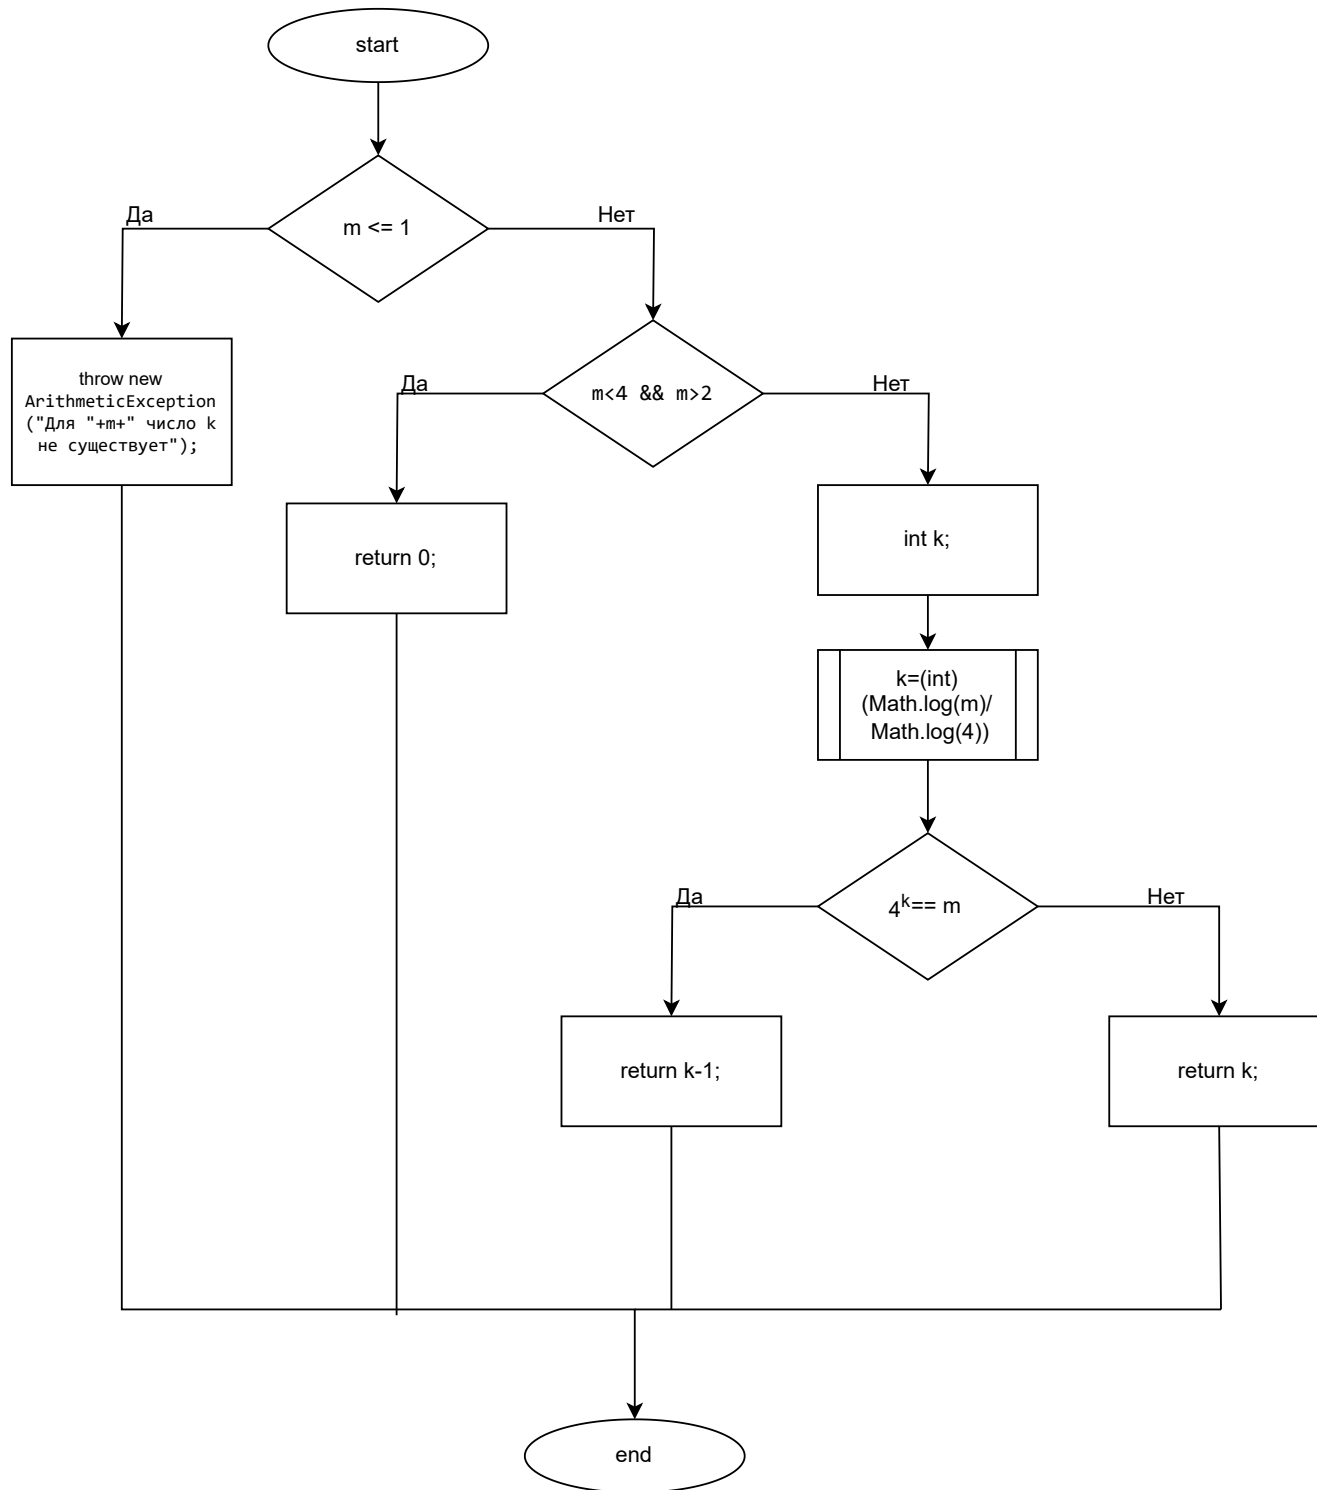 start
m <= 1
Да
Нет
throw new
ArithmeticException
("Для "+m+" число k
не существует");
m<4 && m>2
Да
Нет
return 0;
int k;
k=(int)
(Math.log(m)/
Math.log(4))
4^k== m
Да
Нет
return k-1;
return k;
end